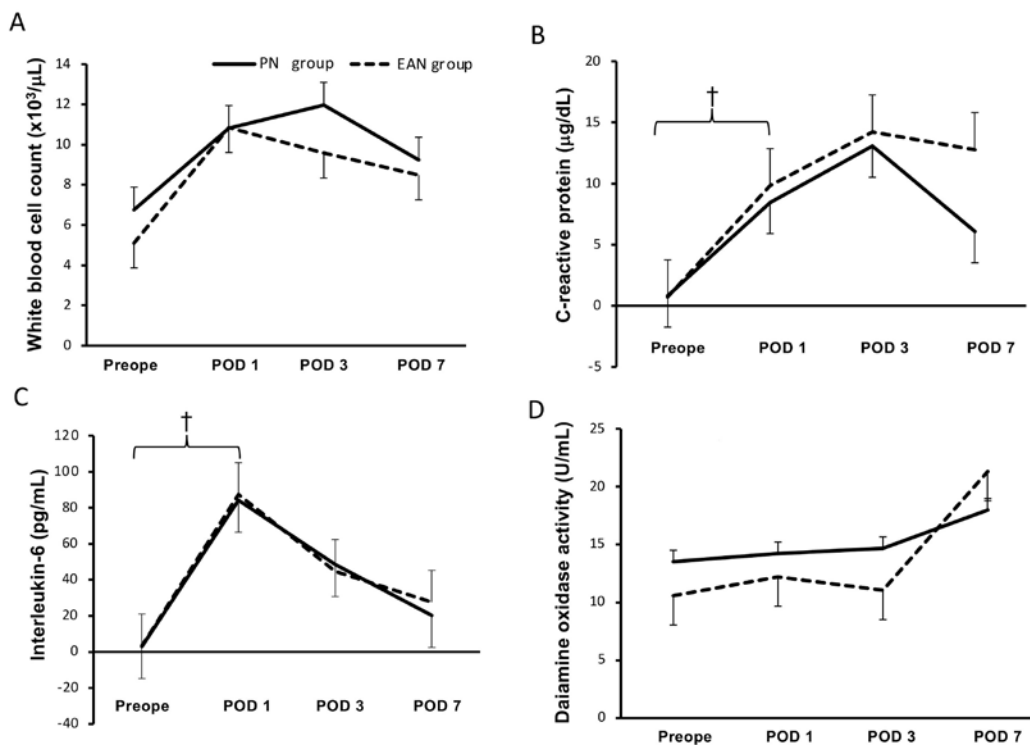 A
White blood cell count (x10³/μL)
14
12
10
8
6
4
2
0
PN group
EAN group
Preope POD 1 POD 3 POD 7
B
C-reactive protein (μg/dL)
20
15
10
5
0
-5
†
Preope POD 1 POD 3 POD 7
C
Interleukin-6 (pg/mL)
120
100
80
60
40
20
0
-20
-40
†
Preope POD 1 POD 3 POD 7
D
Daiamine oxidase activity (U/mL)
25
20
15
10
5
0
Preope POD 1 POD 3 POD 7